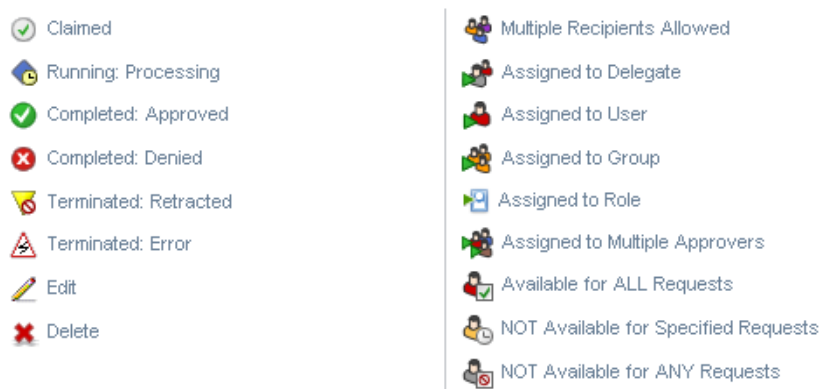 Claimed
Running: Processing
Completed: Approved
Completed: Denied
Terminated: Retracted
Terminated: Error
Edit
Delete
Multiple Recipients Allowed
Assigned to Delegate
Assigned to User
Assigned to Group
Assigned to Role
Assigned to Multiple Approvers
Available for ALL Requests
NOT Available for Specified Requests
NOT Available for ANY Requests